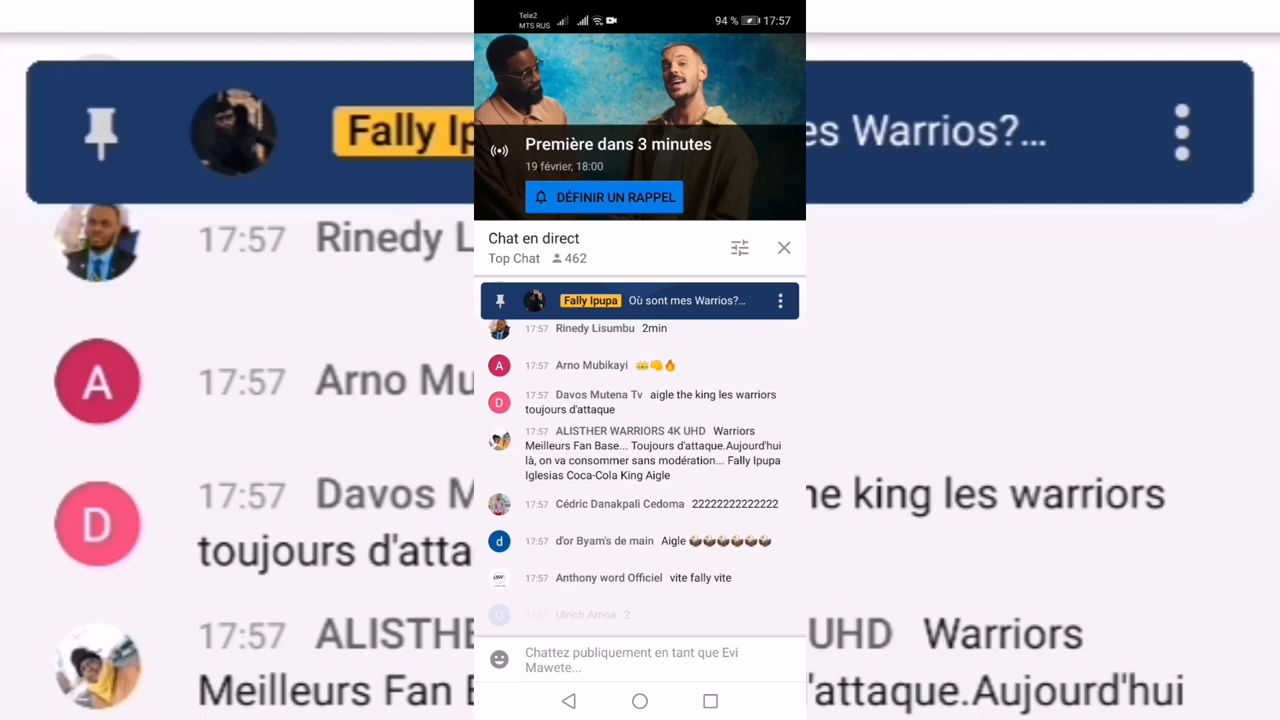 Tele2
MTS RUS
94 % 17:57
Première dans 3 minutes
19 février, 18:00
DÉFINIR UN RAPPEL
Chat en direct
Top Chat 462
Fally Ipupa Où sont mes Warrios?...
17:57 Rinedy Lisumbu 2min
A 17:57 Arno Mubikayi
D 17:57 Davos Mutena Tv aigle the king les warriors
toujours d'attaque
17:57 ALISTHER WARRIORS 4K UHD Warriors
Meilleurs Fan Base... Toujours d'attaque.Aujourd'hui
là, on va consommer sans modération... Fally Ipupa
Iglesias Coca-Cola King Aigle
17:57 Cédric Danakpali Cedoma 22222222222222
d 17:57 d'or Byam's de main Aigle
17:57 Anthony word Officiel vite fally vite
U 17:57 Ulrich Amoa 2
Chattez publiquement en tant que Evi
Mawete...
Fally Ip
es Warrios?...
17:57 Rinedy L
A 17:57 Arno Mu
D 17:57 Davos M
he king les warriors
toujours d'atta
17:57 ALISTHE
UHD Warriors
Meilleurs Fan B
'attaque.Aujourd'hui